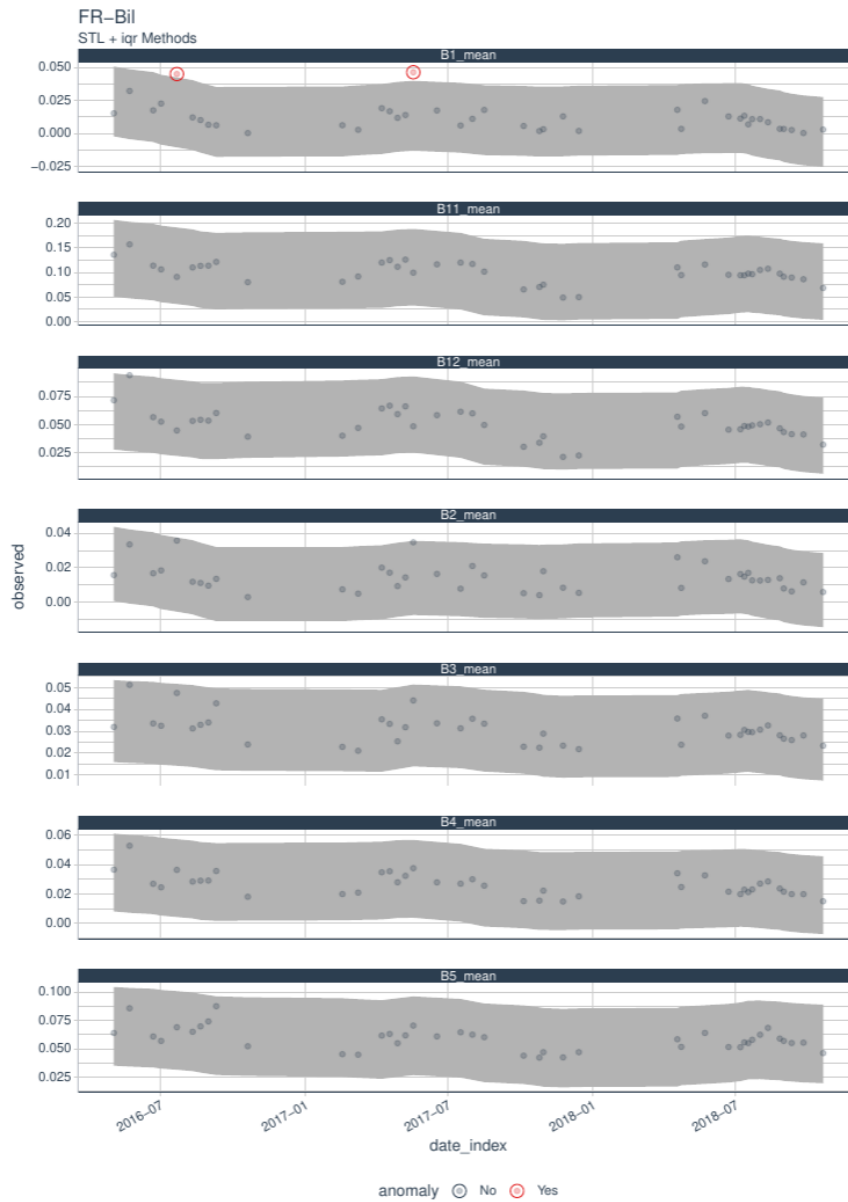 FR−Bil
STL + iqr Methods
B1_mean
0.050
0.025
0.000
−0.025
B11_mean
0.20
0.15
0.10
0.05
0.00
B12_mean
0.075
0.050
0.025
B2_mean
0.04
0.02
0.00
observed
B3_mean
0.05
0.04
0.03
0.02
0.01
B4_mean
0.06
0.04
0.02
0.00
B5_mean
0.100
0.075
0.050
0.025
2016−07
2017−01
2017−07
2018−01
2018−07
date_index
anomaly No Yes